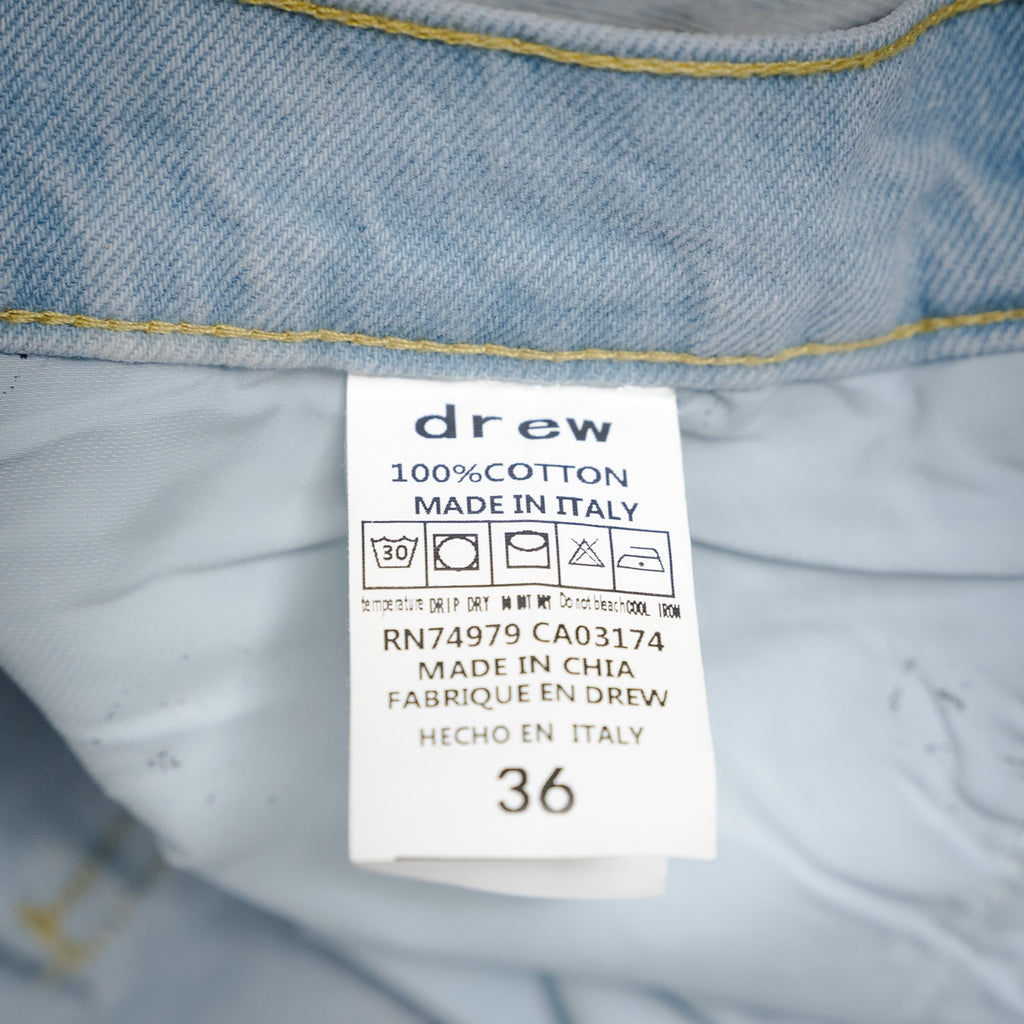 drew
100%COTTON
MADE IN ITALY
30
temperature DRIP DRY Do not bleach COOL IRON
RN74979 CA03174
MADE IN CHIA
FABRIQUE EN DREW
HECHO EN ITALY
36